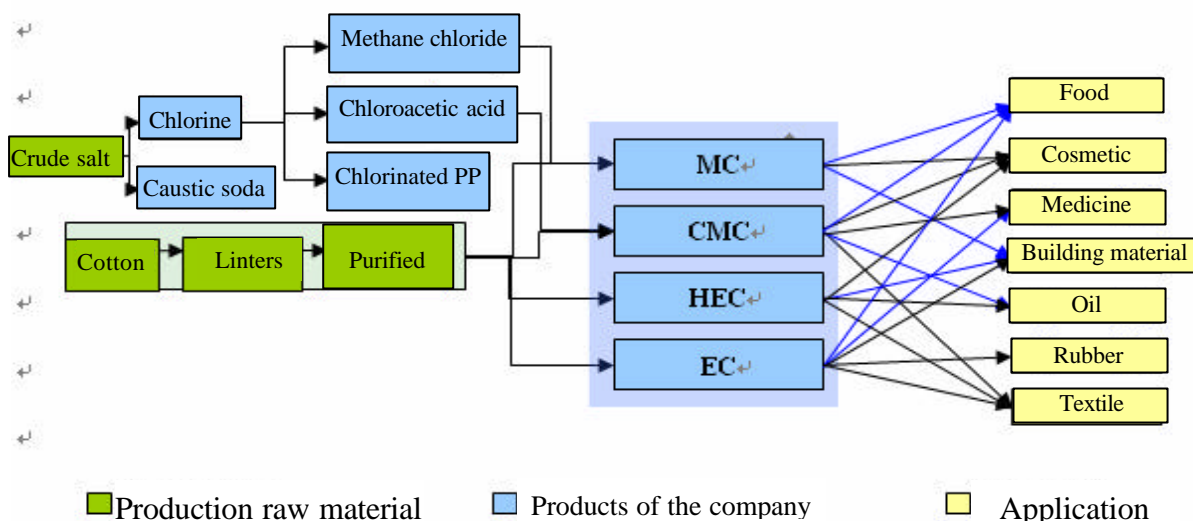 Methane chloride
Chlorine
Chloroacetic acid
Crude salt
Caustic soda
Chlorinated PP
Cotton
Linters
Purified
MC↵
CMC↵
HEC↵
EC↵
Food
Cosmetic
Medicine
Building material
Oil
Rubber
Textile
Production raw material
Products of the company
Application